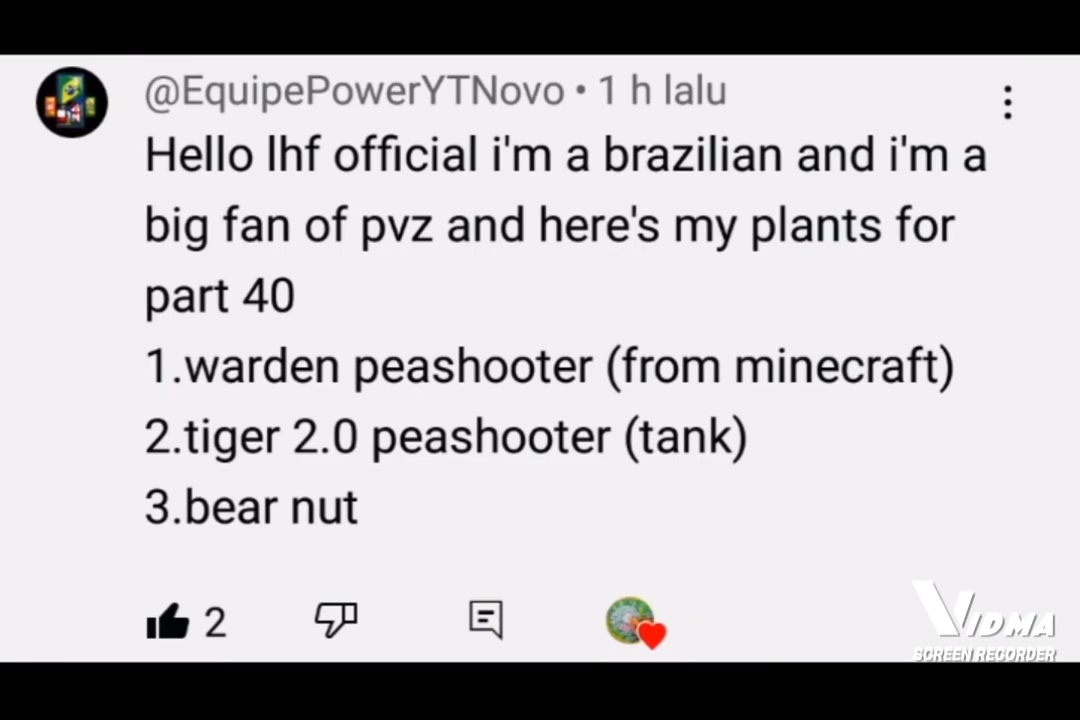 @EquipePowerYTNovo • 1 h lalu
Hello lhf official i'm a brazilian and i'm a
big fan of pvz and here's my plants for
part 40
1.warden peashooter (from minecraft)
2.tiger 2.0 peashooter (tank)
3.bear nut
2
VIDMA
SCREEN RECORDER